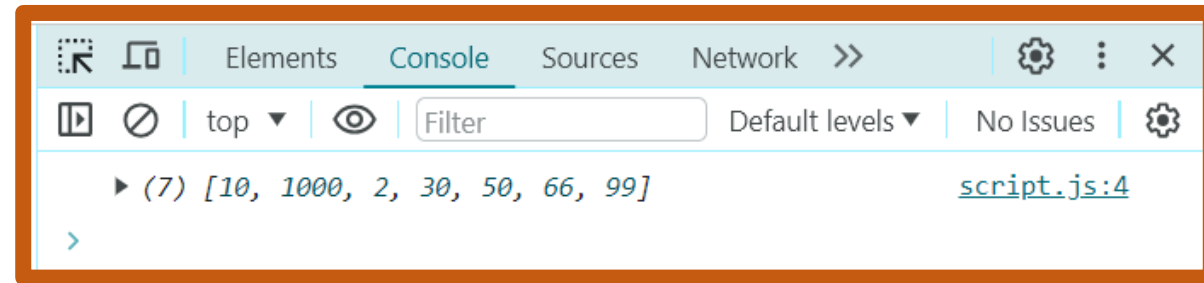 Elements Console Sources Network
top Filter Default levels No Issues
(7) [10, 1000, 2, 30, 50, 66, 99] script.js:4